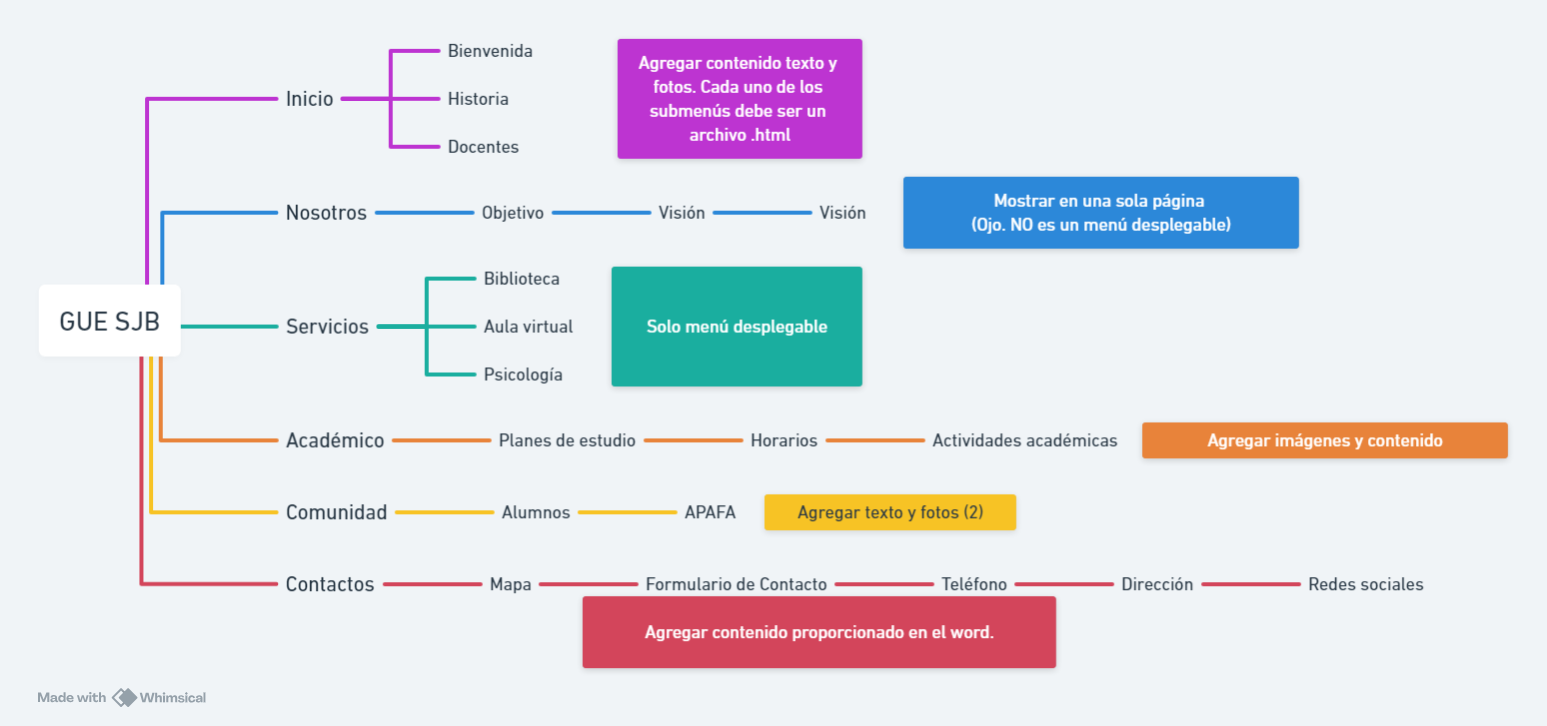 Bienvenida
Agregar contenido texto y
fotos. Cada uno de los
submenús debe ser un
archivo .html
Inicio
Historia
Docentes
Nosotros
Objetivo
Visión
Visión
Mostrar en una sola página
(Ojo. NO es un menú desplegable)
GUE SJB
Servicios
Biblioteca
Aula virtual
Psicología
Solo menú desplegable
Académico
Planes de estudio
Horarios
Actividades académicas
Agregar imágenes y contenido
Comunidad
Alumnos
APAFA
Agregar texto y fotos (2)
Contactos
Mapa
Formulario de Contacto
Teléfono
Dirección
Redes sociales
Agregar contenido proporcionado en el word.
Made with Whimsical